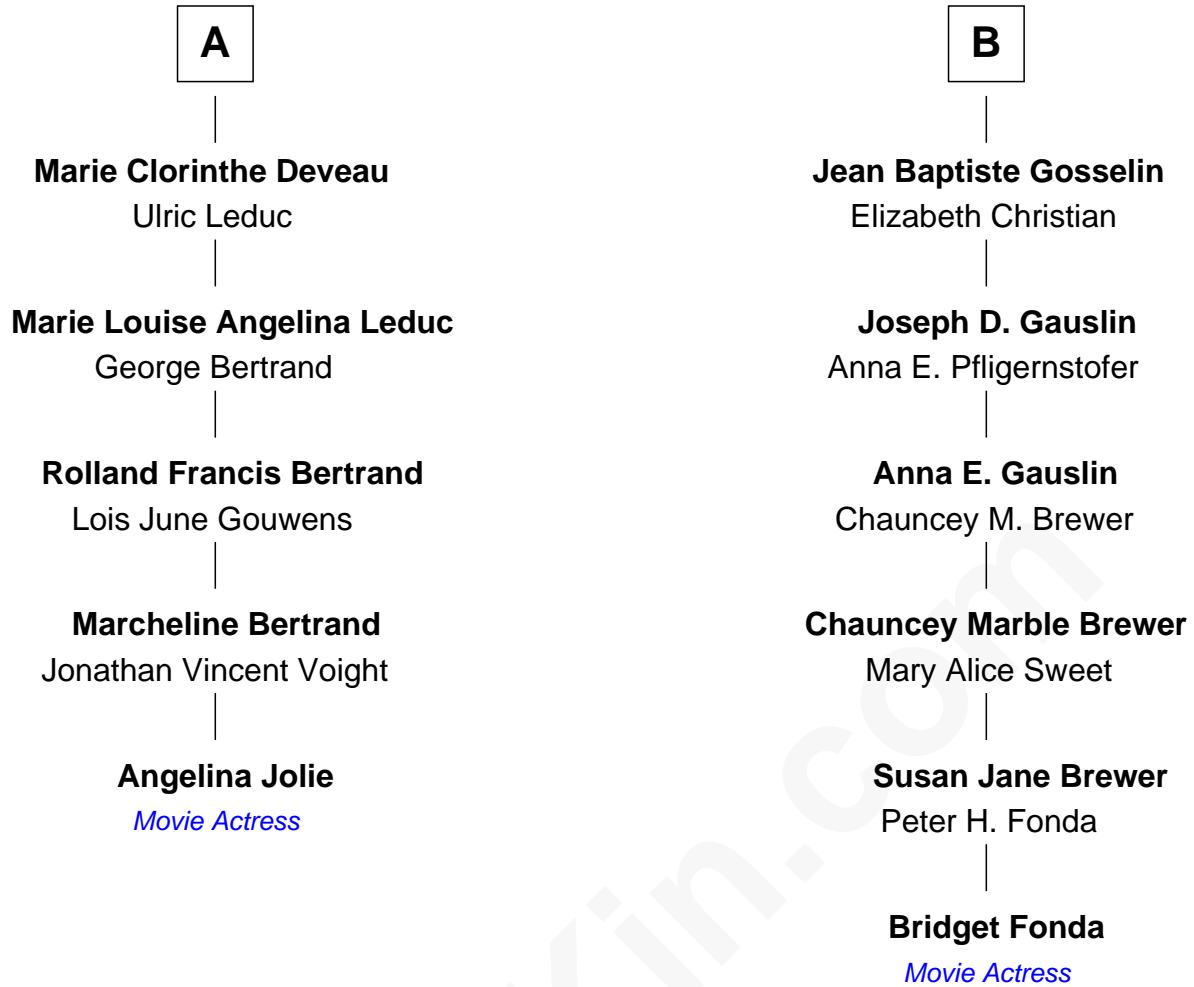 A
Marie Clorinthe Deveau
Ulric Leduc
Marie Louise Angelina Leduc
George Bertrand
Rolland Francis Bertrand
Lois June Gouwens
Marcheline Bertrand
Jonathan Vincent Voight
Angelina Jolie
Movie Actress
B
Jean Baptiste Gosselin
Elizabeth Christian
Joseph D. Gauslin
Anna E. Pfligernstofer
Anna E. Gauslin
Chauncey M. Brewer
Chauncey Marble Brewer
Mary Alice Sweet
Susan Jane Brewer
Peter H. Fonda
Bridget Fonda
Movie Actress
Kin.com